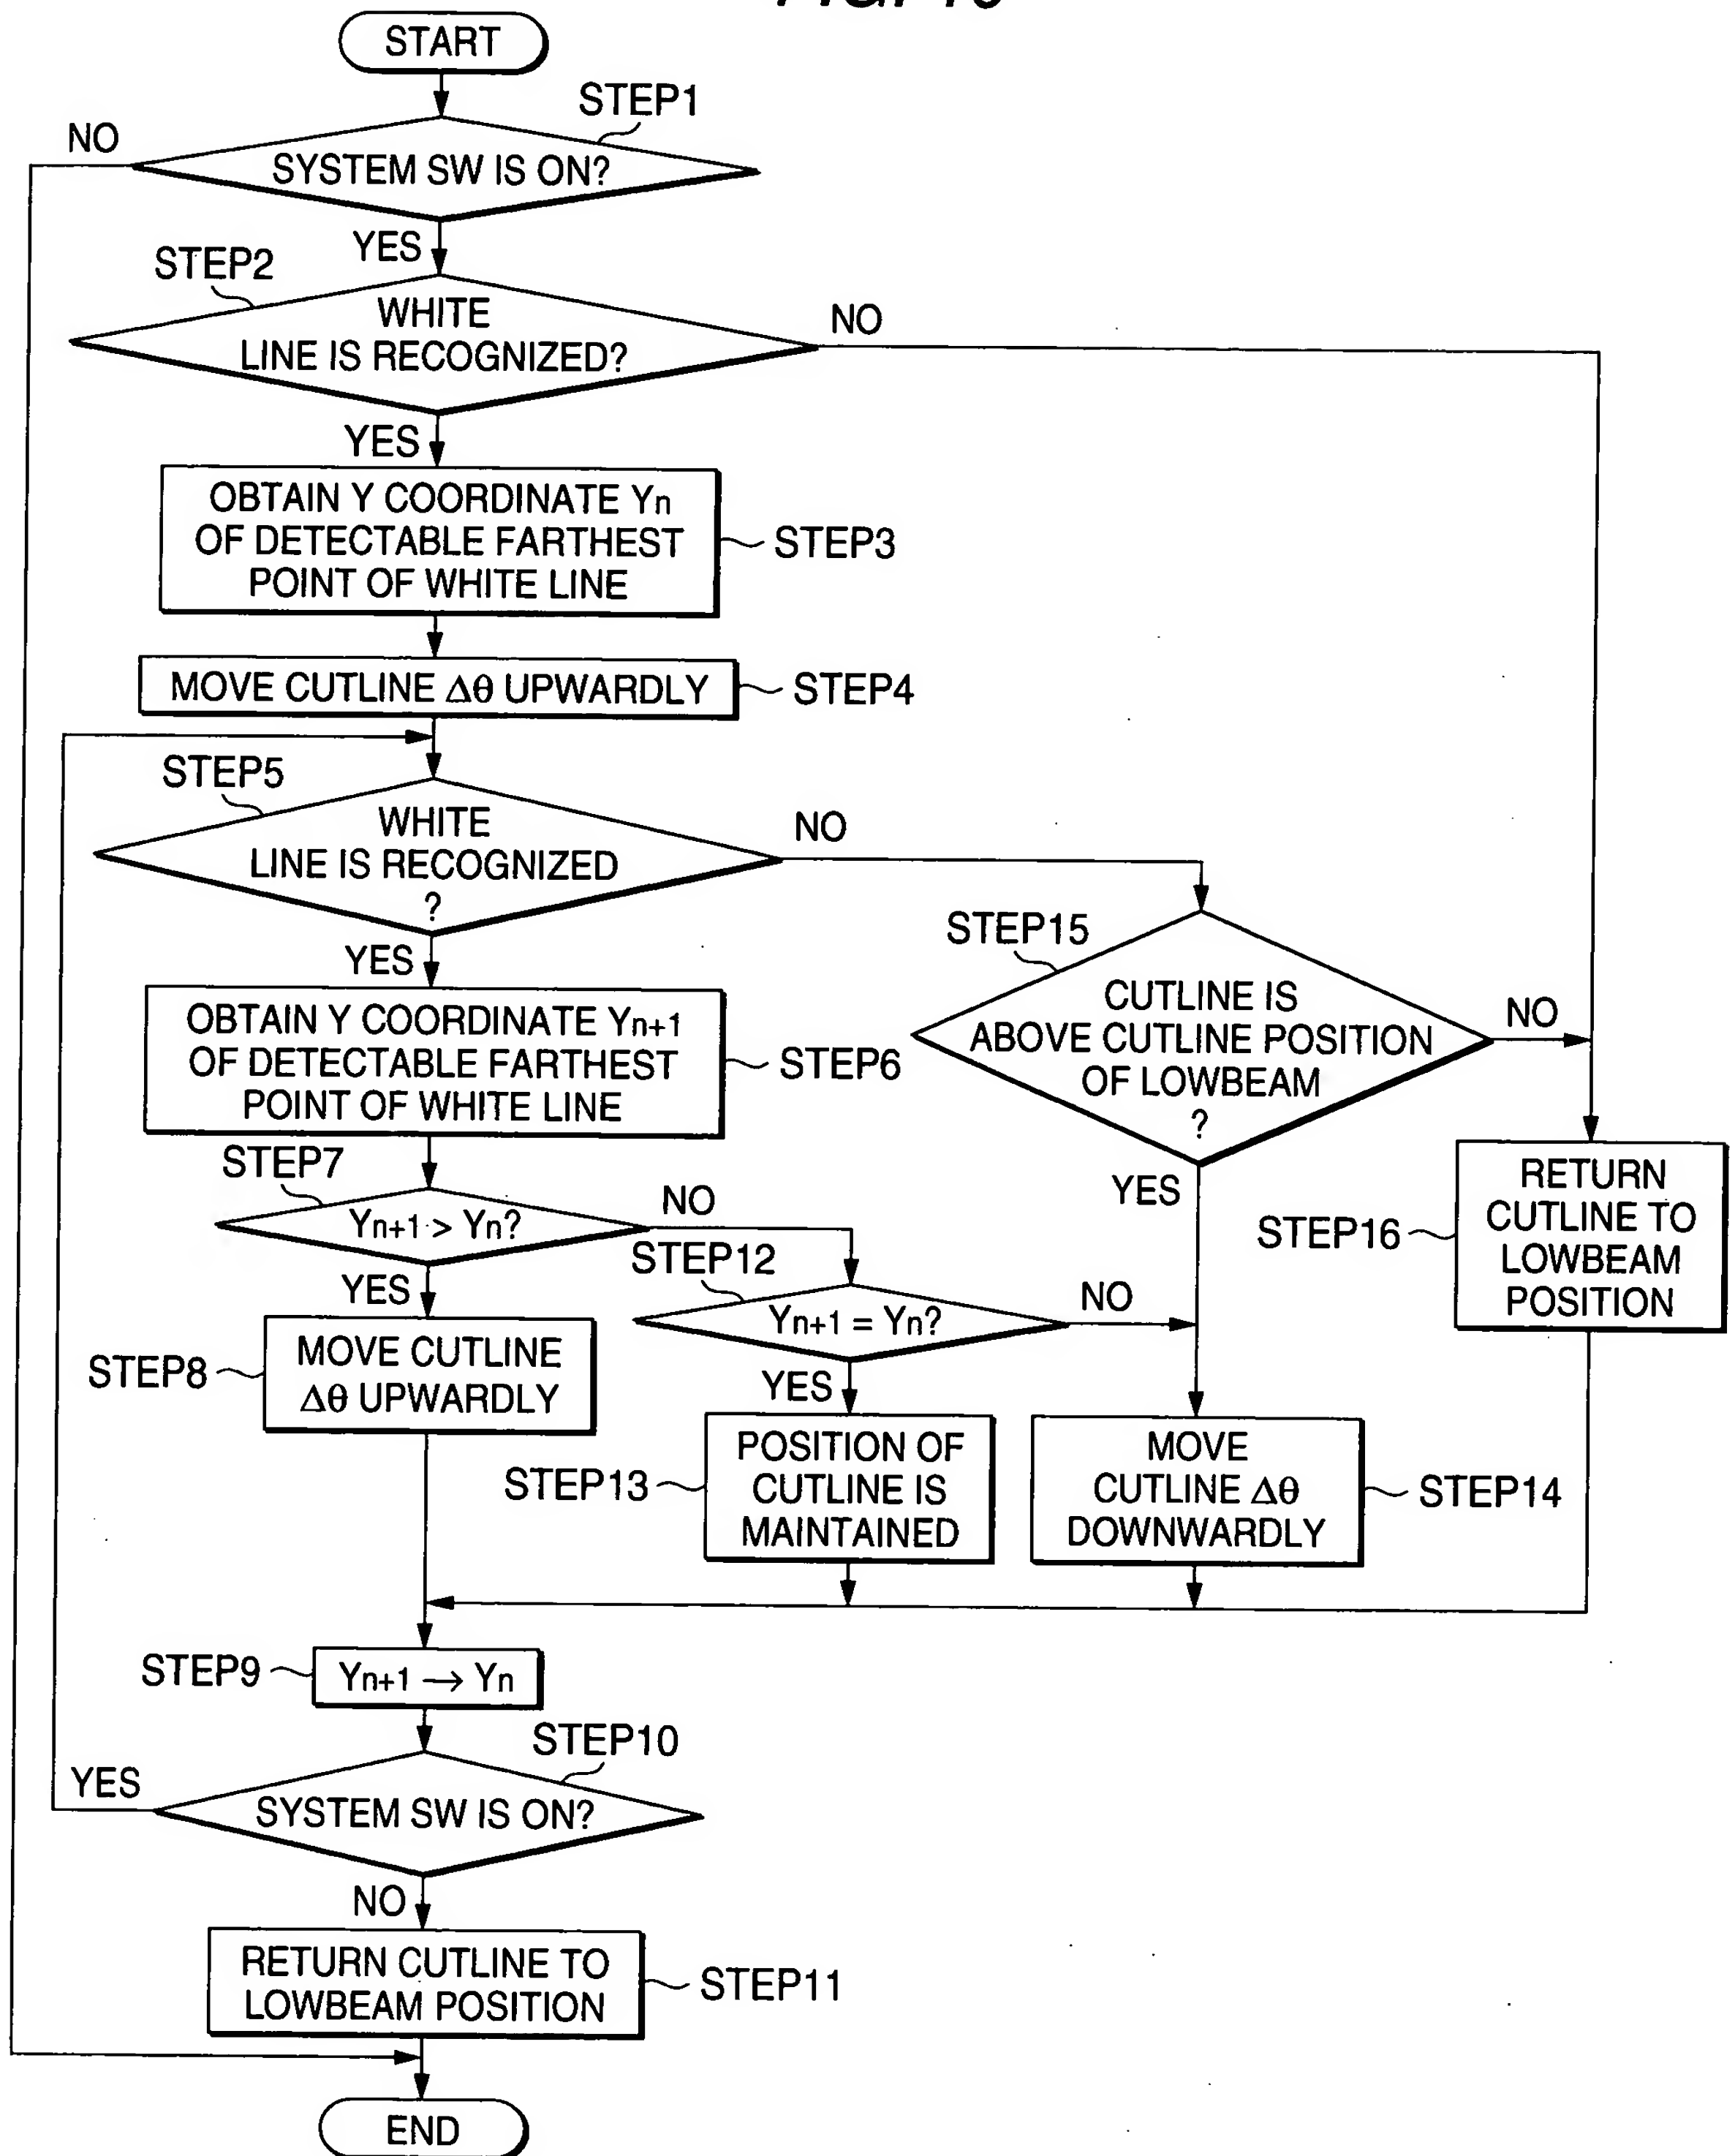 START
STEP1
NO
SYSTEM SW IS ON?
YES
STEP2
WHITE
LINE IS RECOGNIZED?
NO
YES
OBTAIN Y COORDINATE Yn
OF DETECTABLE FARTHEST
POINT OF WHITE LINE
STEP3
MOVE CUTLINE Δθ UPWARDLY
STEP4
STEP5
WHITE
LINE IS RECOGNIZED
?
NO
YES
STEP15
CUTLINE IS
ABOVE CUTLINE POSITION
OF LOWBEAM
?
NO
YES
OBTAIN Y COORDINATE Yn+1
OF DETECTABLE FARTHEST
POINT OF WHITE LINE
STEP6
STEP7
Yn+1 > Yn?
NO
YES
STEP12
Yn+1 = Yn?
NO
YES
STEP16
RETURN
CUTLINE TO
LOWBEAM
POSITION
STEP8
MOVE CUTLINE
Δθ UPWARDLY
STEP13
POSITION OF
CUTLINE IS
MAINTAINED
MOVE
CUTLINE Δθ
DOWNWARDLY
STEP14
STEP9
Yn+1 → Yn
STEP10
YES
SYSTEM SW IS ON?
NO
RETURN CUTLINE TO
LOWBEAM POSITION
STEP11
END